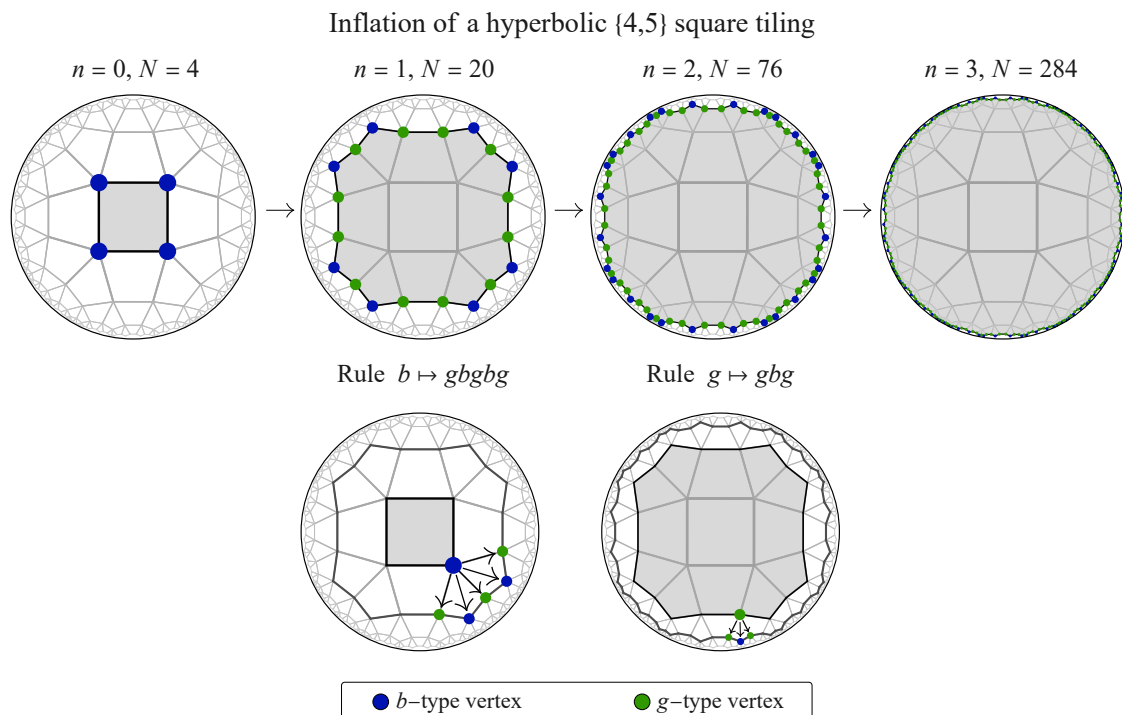 Inflation of a hyperbolic {4,5} square tiling
n = 0, N = 4
n = 1, N = 20
n = 2, N = 76
n = 3, N = 284
Rule b ↦ gbgbg
Rule g ↦ gbg
b−type vertex
g−type vertex